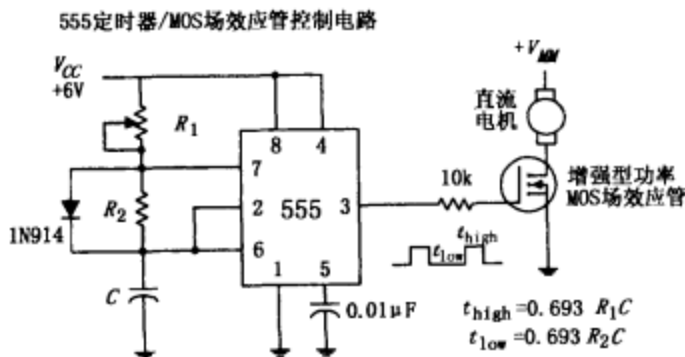 555定时器/MOS场效应管控制电路
V_CC
+6V
R_1
+V_MM
直流
电机
8 4
7
10k
增强型功率
MOS场效应管
R_2
2
555
3
1N914
6
t_high
t_low
1 5
C
0.01μF
t_high=0.693 R_1C
t_low=0.693 R_2C